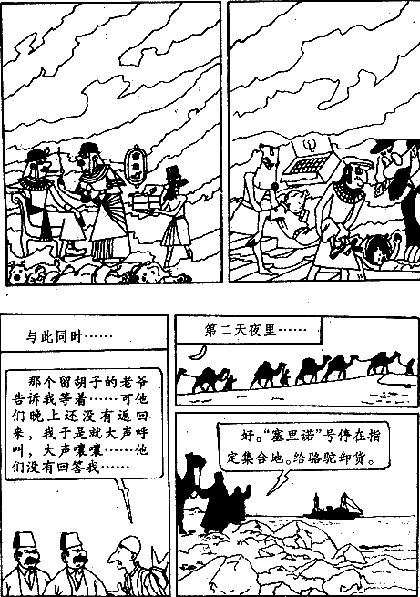 与此同时……
那个留胡子的老爷
告诉我等着……可他
们晚上还没有返回
来，我于是就大声呼
叫，大声嚷嚷……他
们没有回答我……
第二天夜里……
好。“塞旦诺”号停在指
定集合地。给骆驼卸货。